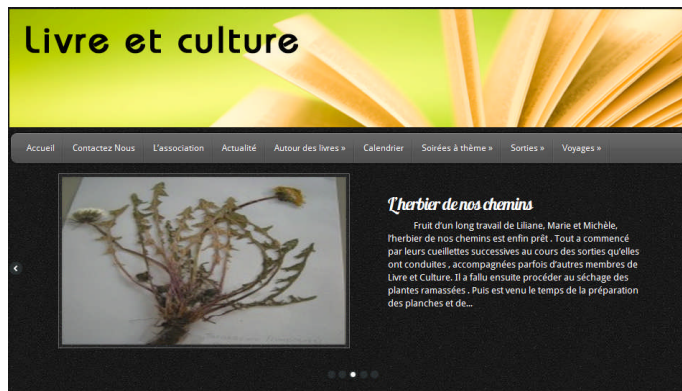 Livre et culture
Accueil Contactez Nous L'association Actualité Autour des livres » Calendrier Soirées à thème » Sorties » Voyages »
L'herbier de nos chemins
Fruit d'un long travail de Liliane, Marie et Michèle,
l'herbier de nos chemins est enfin prêt . Tout a commencé
par leurs cueillettes successives au cours des sorties qu'elles
ont conduites , accompagnées parfois d'autres membres de
Livre et Culture. Il a fallu ensuite procéder au séchage des
plantes ramassées . Puis est venu le temps de la préparation
des planches et de...